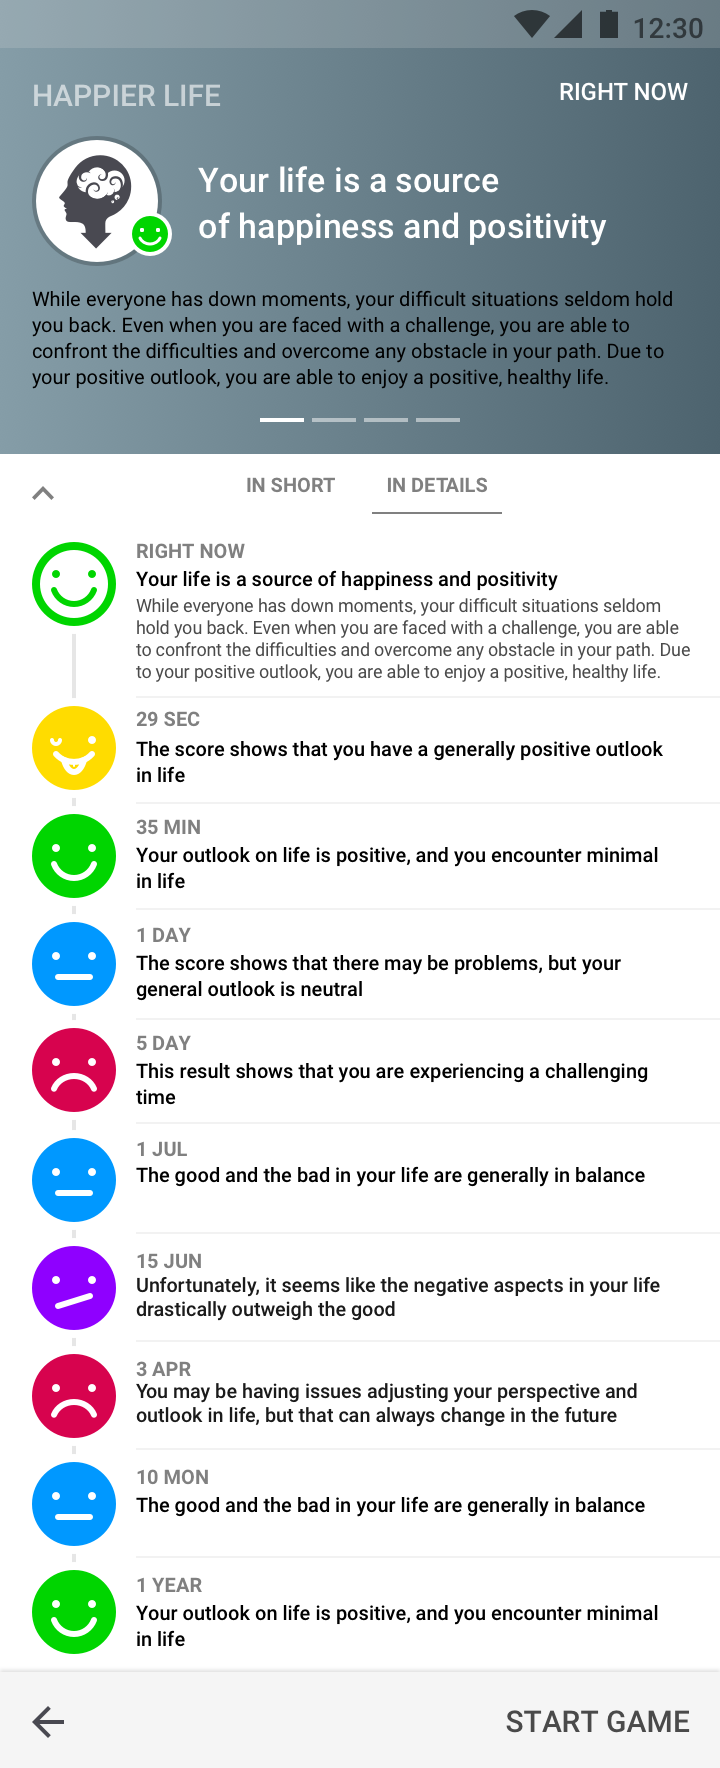 12:30
HAPPIER LIFE
RIGHT NOW
Your life is a source
of happiness and positivity
While everyone has down moments, your difficult situations seldom hold
you back. Even when you are faced with a challenge, you are able to
confront the difficulties and overcome any obstacle in your path. Due to
your positive outlook, you are able to enjoy a positive, healthy life.
IN SHORT
IN DETAILS
RIGHT NOW
Your life is a source of happiness and positivity
While everyone has down moments, your difficult situations seldom
hold you back. Even when you are faced with a challenge, you are able
to confront the difficulties and overcome any obstacle in your path. Due
to your positive outlook, you are able to enjoy a positive, healthy life.
29 SEC
The score shows that you have a generally positive outlook
in life
35 MIN
Your outlook on life is positive, and you encounter minimal
in life
1 DAY
The score shows that there may be problems, but your
general outlook is neutral
5 DAY
This result shows that you are experiencing a challenging
time
1 JUL
The good and the bad in your life are generally in balance
15 JUN
Unfortunately, it seems like the negative aspects in your life
drastically outweigh the good
3 APR
You may be having issues adjusting your perspective and
outlook in life, but that can always change in the future
10 MON
The good and the bad in your life are generally in balance
1 YEAR
Your outlook on life is positive, and you encounter minimal
in life
START GAME